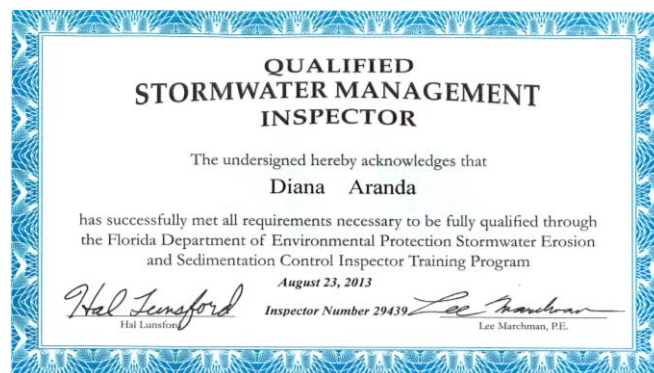 QUALIFIED
STORMWATER MANAGEMENT
INSPECTOR
The undersigned hereby acknowledges that
Diana Aranda
has successfully met all requirements necessary to be fully qualified through
the Florida Department of Environmental Protection Stormwater Erosion
and Sedimentation Control Inspector Training Program
August 23, 2013
Hal Lunsford Inspector Number 29439 Lee Marchman
Hal Lunsford Lee Marchman, P.E.